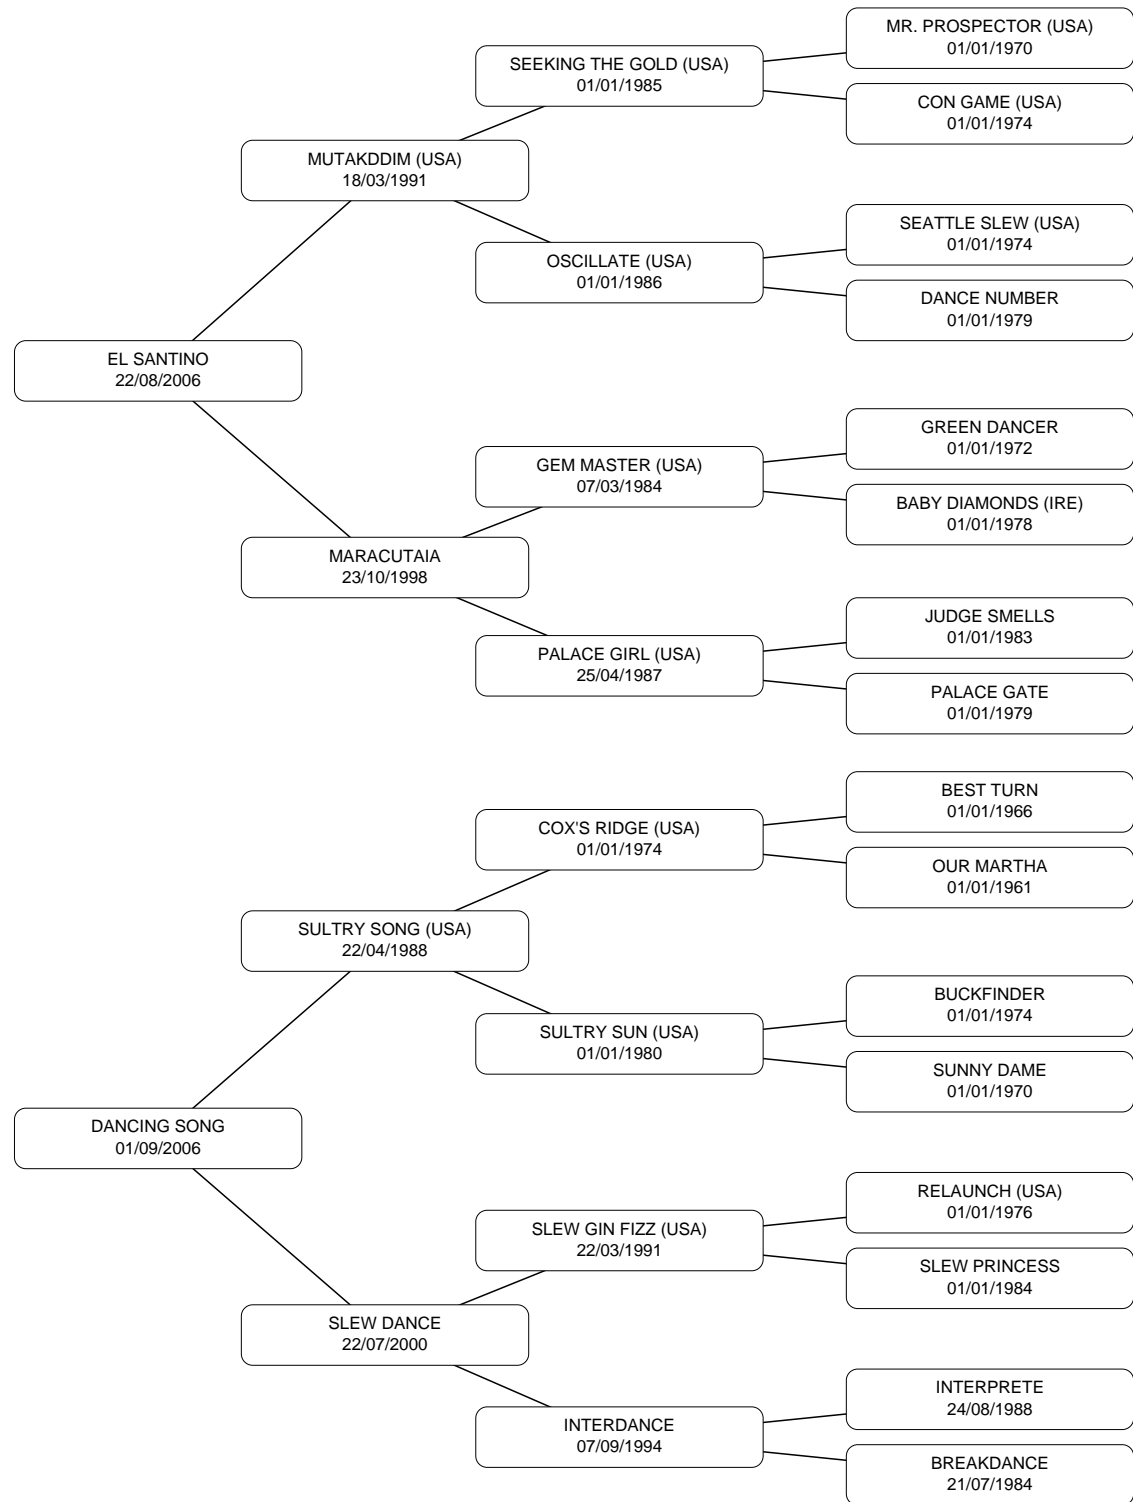 MR. PROSPECTOR (USA)
01/01/1970
SEEKING THE GOLD (USA)
01/01/1985
CON GAME (USA)
01/01/1974
MUTAKDDIM (USA)
18/03/1991
SEATTLE SLEW (USA)
01/01/1974
OSCILLATE (USA)
01/01/1986
DANCE NUMBER
01/01/1979
EL SANTINO
22/08/2006
GREEN DANCER
01/01/1972
GEM MASTER (USA)
07/03/1984
BABY DIAMONDS (IRE)
01/01/1978
MARACUTAIA
23/10/1998
JUDGE SMELLS
01/01/1983
PALACE GIRL (USA)
25/04/1987
PALACE GATE
01/01/1979
BEST TURN
01/01/1966
COX'S RIDGE (USA)
01/01/1974
OUR MARTHA
01/01/1961
SULTRY SONG (USA)
22/04/1988
BUCKFINDER
01/01/1974
SULTRY SUN (USA)
01/01/1980
SUNNY DAME
01/01/1970
DANCING SONG
01/09/2006
RELAUNCH (USA)
01/01/1976
SLEW GIN FIZZ (USA)
22/03/1991
SLEW PRINCESS
01/01/1984
SLEW DANCE
22/07/2000
INTERPRETE
24/08/1988
INTERDANCE
07/09/1994
BREAKDANCE
21/07/1984